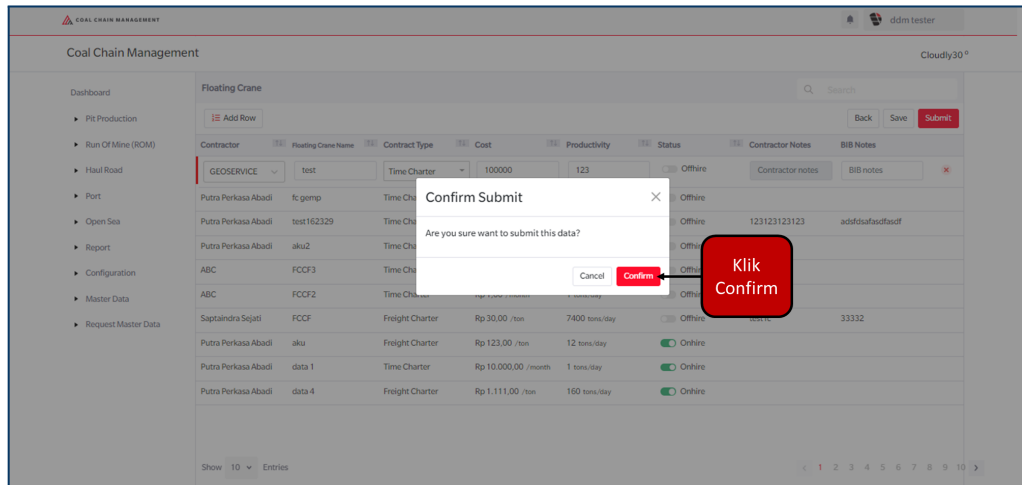 COAL CHAIN MANAGEMENT
ddm tester
Coal Chain Management
Cloudly30°
Dashboard
Pit Production
Run Of Mine (ROM)
Haul Road
Port
Open Sea
Report
Configuration
Master Data
Request Master Data
Floating Crane
Search
Add Row
Back Save Submit
Contractor Floating Crane Name Contract Type Cost Productivity Status Contractor Notes BIB Notes
GEOSERVICE test Time Charter 100000 123 Offhire Contractor notes BIB notes
Putra Perkasa Abadi fc gemp Time Offhire
Putra Perkasa Abadi test162329 Time Offhire 123123123123 adsfdsafasdfasdf
Putra Perkasa Abadi aku2 Time
ABC FCCF3 Time
ABC FCCF2 Time
Saptaindra Sejati FCCF Freight Charter Rp 30,00 /ton 7400 tons/day Offhire 33332
Putra Perkasa Abadi aku Freight Charter Rp 123,00 /ton 12 tons/day Onhire
Putra Perkasa Abadi data 1 Time Charter Rp 10.000,00 /month 1 tons/day Onhire
Putra Perkasa Abadi data 4 Freight Charter Rp 1.111,00 /ton 160 tons/day Onhire
Confirm Submit
Are you sure want to submit this data?
Cancel Confirm
Klik
Confirm
Show 10 Entries
1 2 3 4 5 6 7 8 9 10